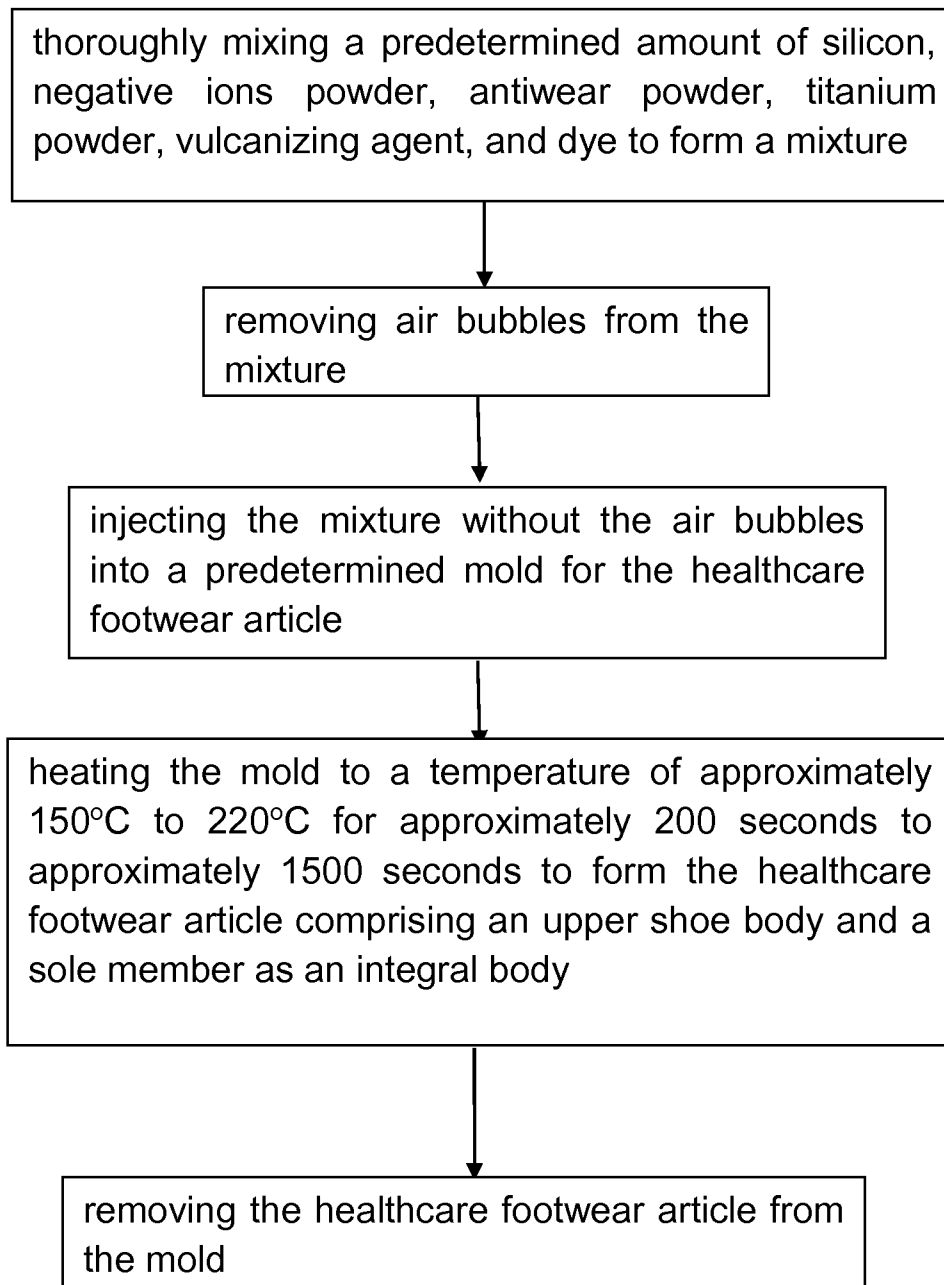 thoroughly mixing a predetermined amount of silicon,
negative ions powder, antiwear powder, titanium
powder, vulcanizing agent, and dye to form a mixture
removing air bubbles from the
mixture
injecting the mixture without the air bubbles
into a predetermined mold for the healthcare
footwear article
heating the mold to a temperature of approximately
150ºC to 220ºC for approximately 200 seconds to
approximately 1500 seconds to form the healthcare
footwear article comprising an upper shoe body and a
sole member as an integral body
removing the healthcare footwear article from
the mold